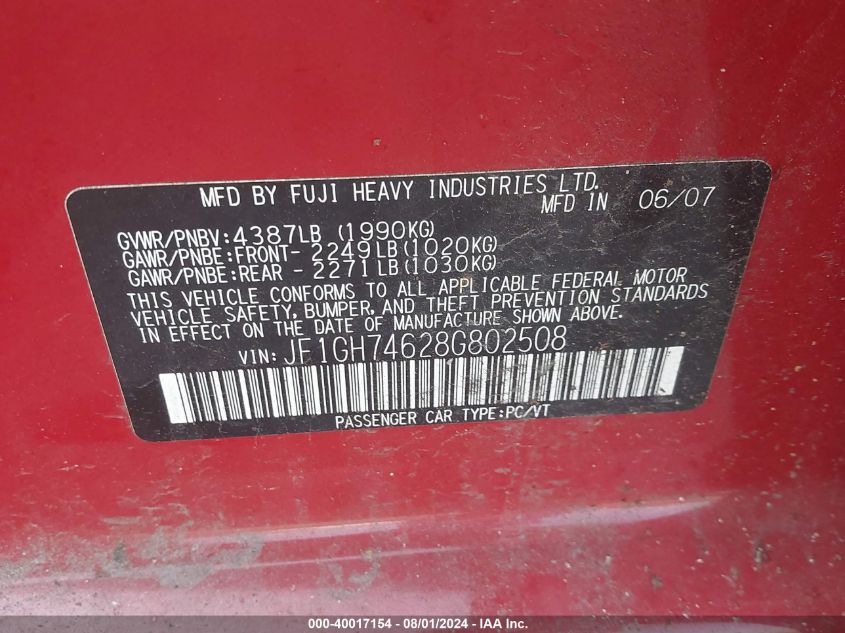 MFD BY FUJI HEAVY INDUSTRIES LTD.
MFD IN 06/07
GVWR/PNBV:4387LB (1990KG)
GAWR/PNBE:FRONT- 2249LB(1020KG)
GAWR/PNBE:REAR - 2271LB(1030KG)
THIS VEHICLE CONFORMS TO ALL APPLICABLE FEDERAL MOTOR
VEHICLE SAFETY, BUMPER, AND THEFT PREVENTION STANDARDS
IN EFFECT ON THE DATE OF MANUFACTURE SHOWN ABOVE.
VIN: JF1GH74628G802508
PASSENGER CAR TYPE:PC/VT
000-40017154 - 08/01/2024 - COPYRIGHT IAA, LLC.